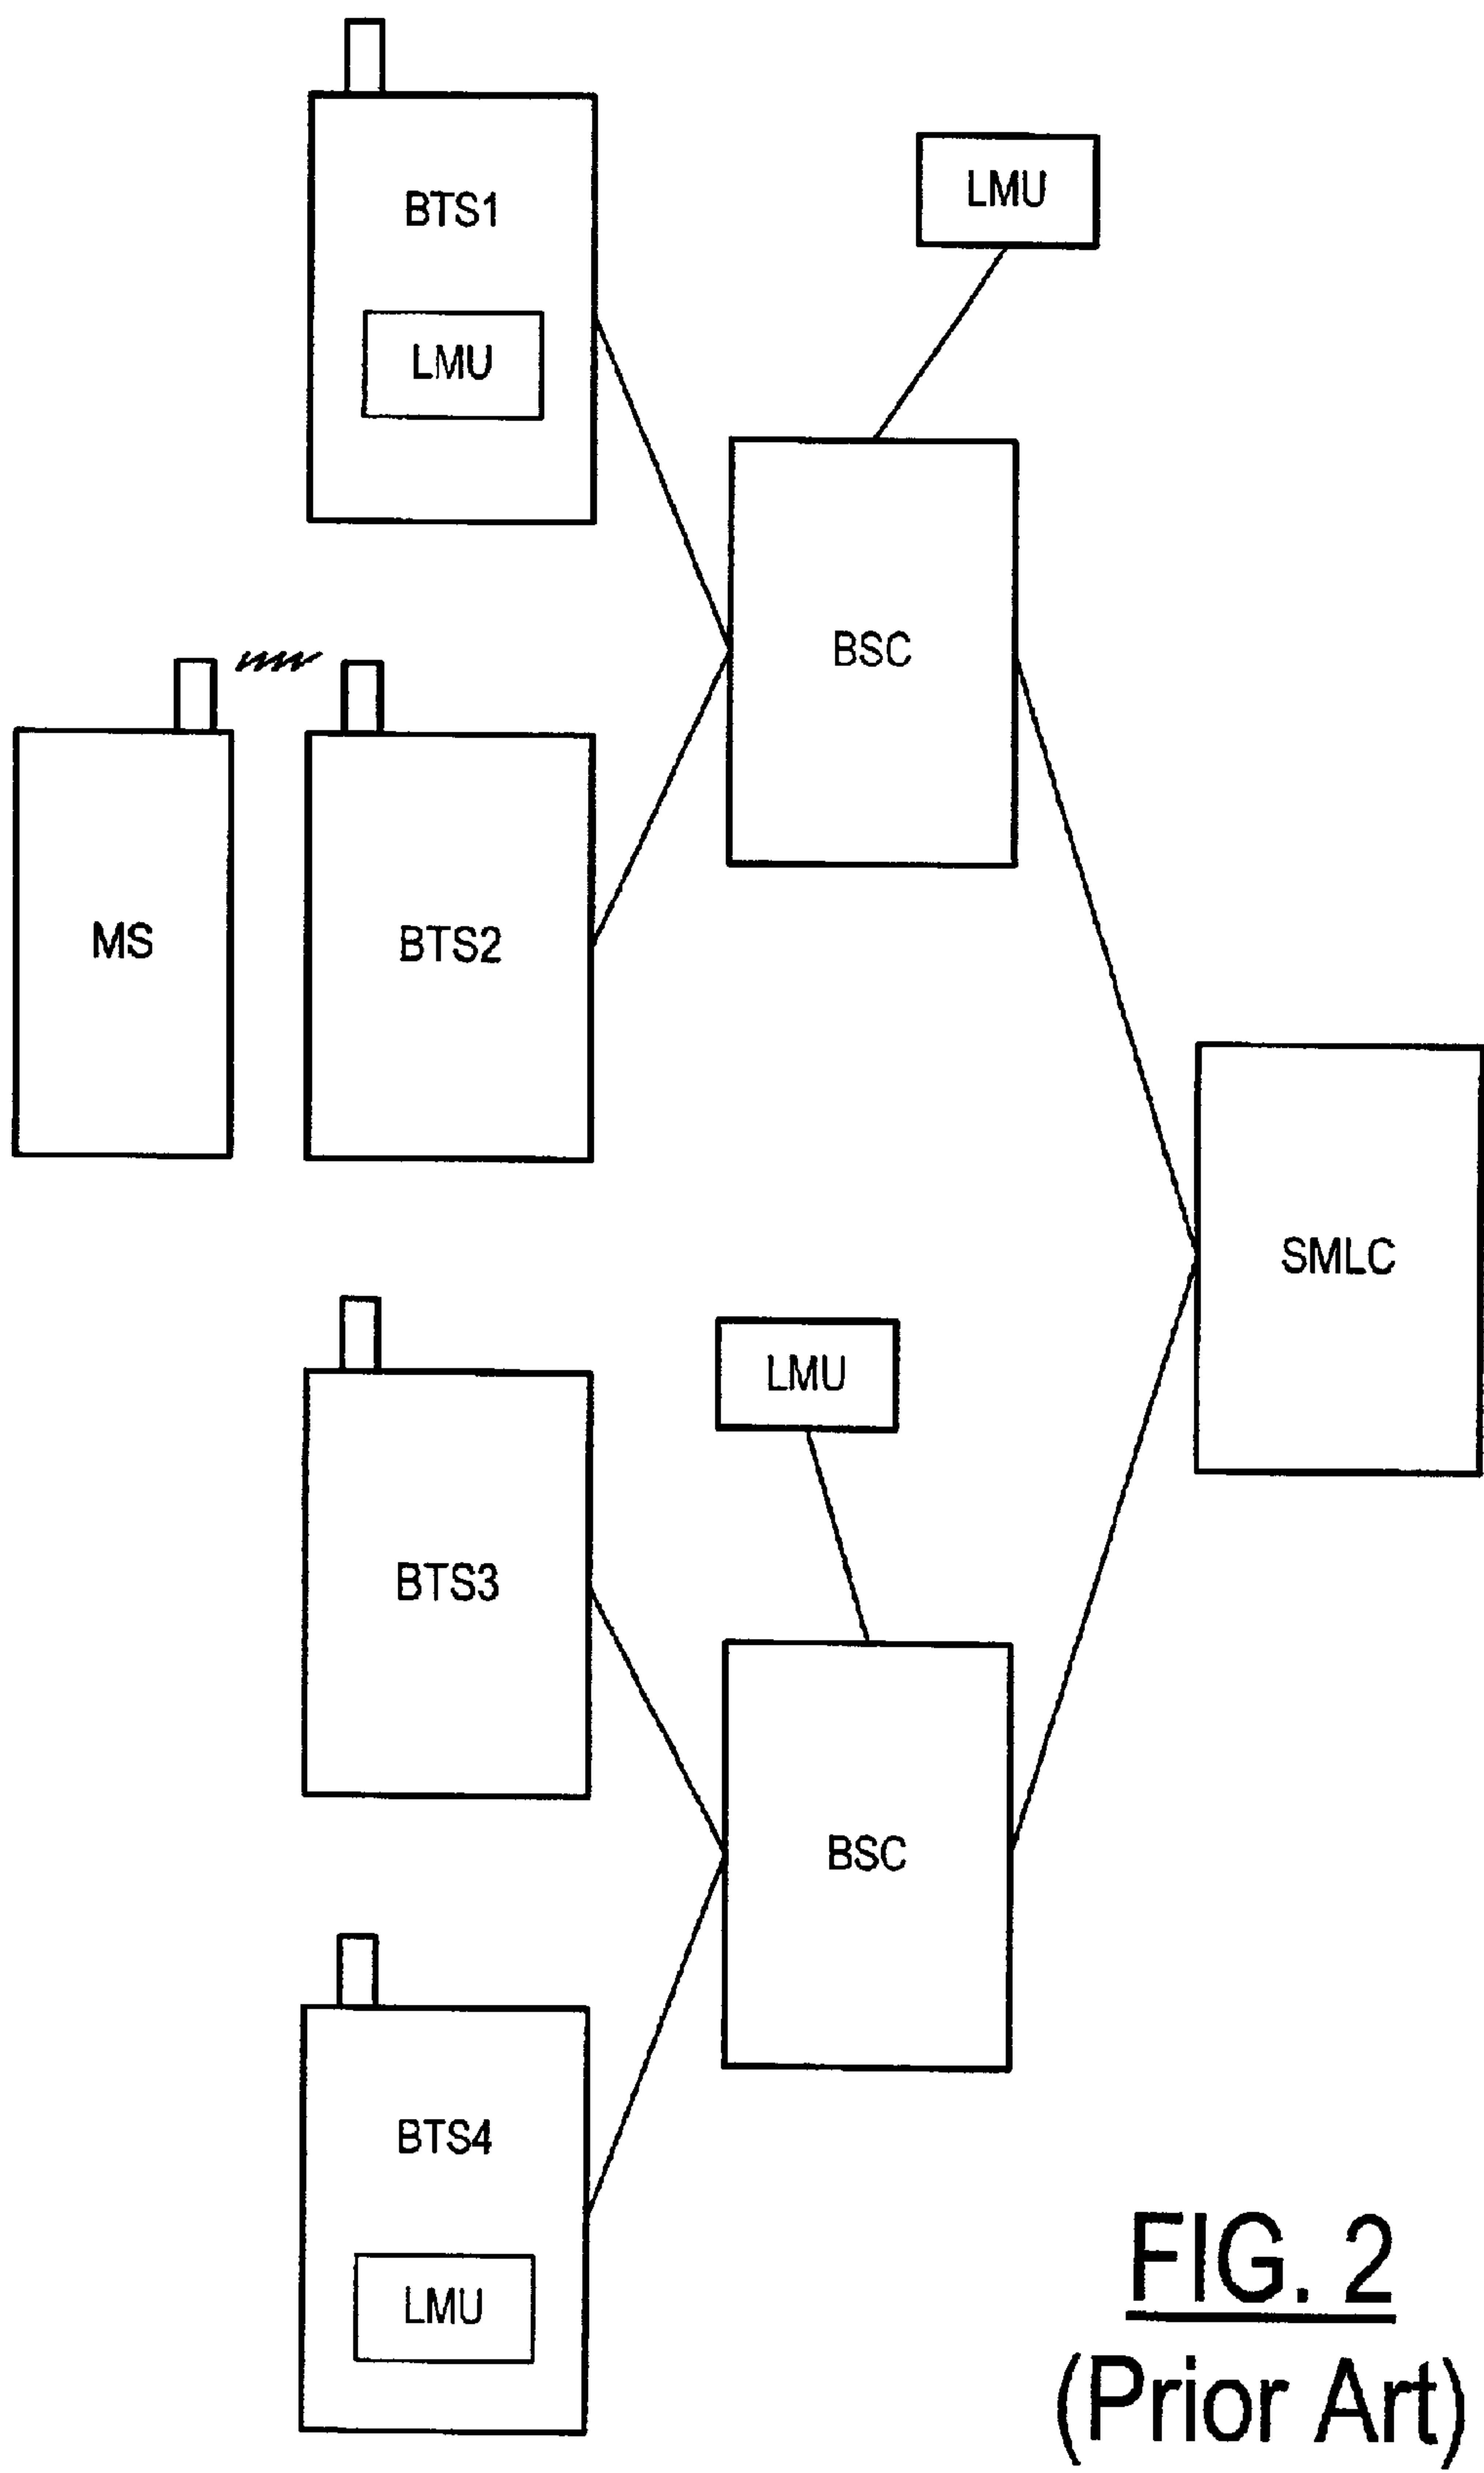 BTS1
LMU
LMU
BSC
MS
BTS2
SMLC
LMU
BTS3
BSC
BTS4
LMU
FIG. 2
(Prior Art)